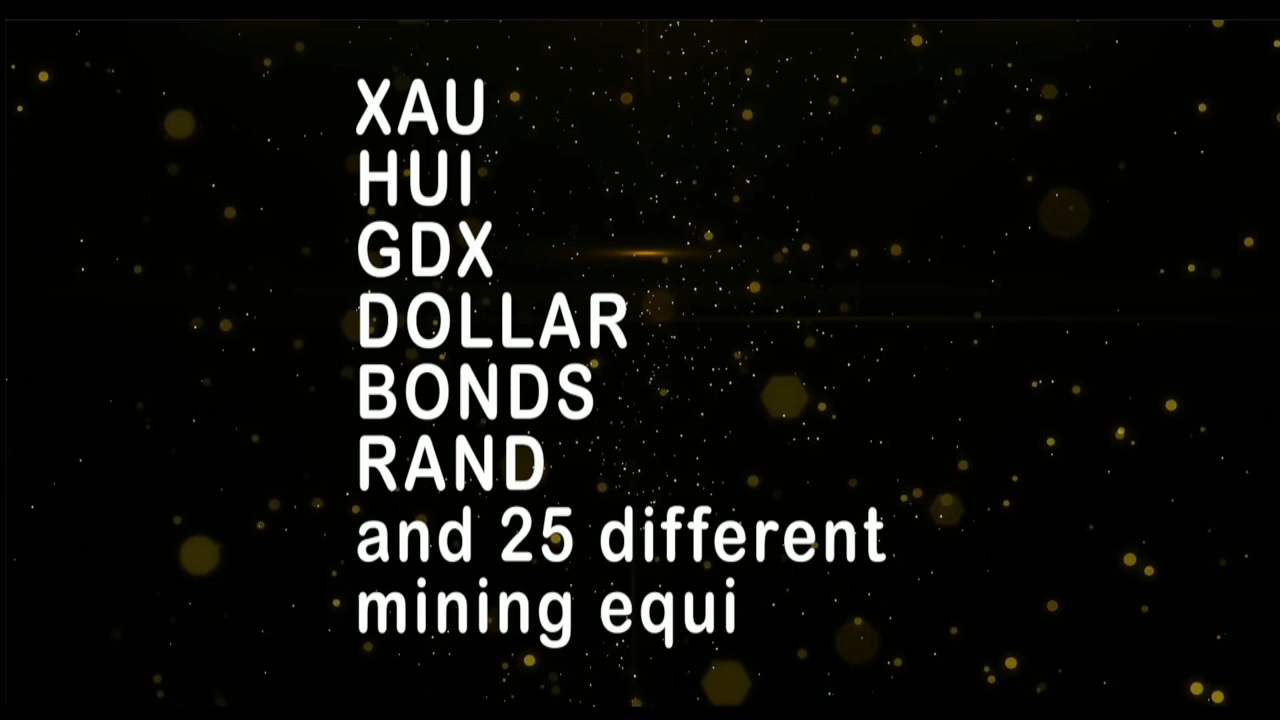 XAU
HUI
GDX
DOLLAR
BONDS
RAND
and 25 different
mining equi